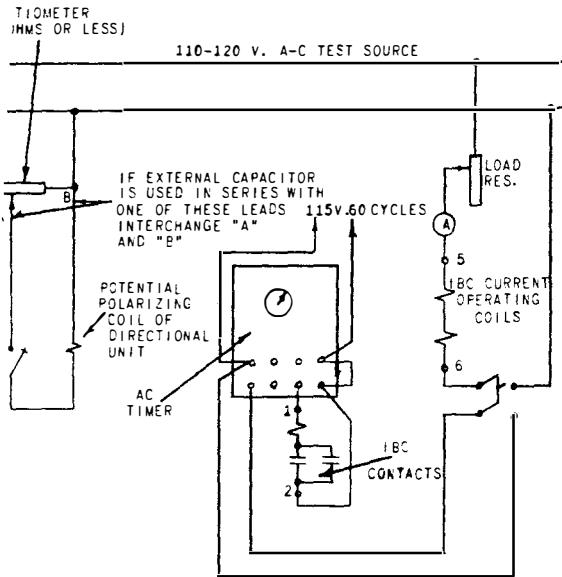 TIOMETER
OHMS OR LESS)
110-120 V. A-C TEST SOURCE
B
IF EXTERNAL CAPACITOR
IS USED IN SERIES WITH
ONE OF THESE LEADS
INTERCHANGE "A"
AND "B"
115V.60 CYCLES
LOAD
RES.
A
5
IBC CURRENT
OPERATING
COILS
6
POTENTIAL
POLARIZING
COIL OF
DIRECTIONAL
UNIT
AC
TIMER
1
IBC
CONTACTS
2